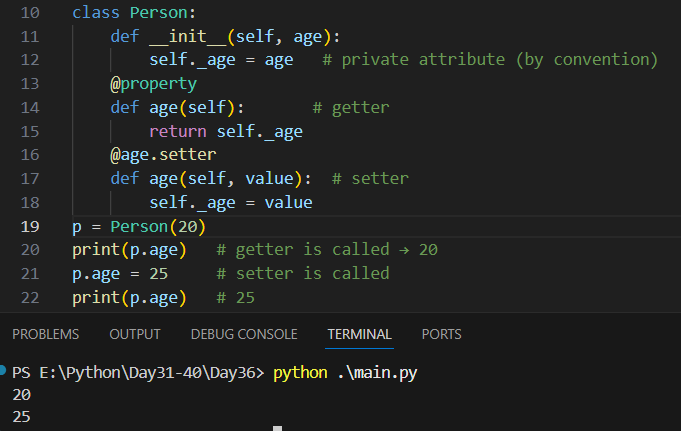 10 class Person:
11     def __init__(self, age):
12         self._age = age   # private attribute (by convention)
13     @property
14     def age(self):       # getter
15         return self._age
16     @age.setter
17     def age(self, value):  # setter
18         self._age = value
19 p = Person(20)
20 print(p.age)   # getter is called → 20
21 p.age = 25     # setter is called
22 print(p.age)   # 25
PROBLEMS OUTPUT DEBUG CONSOLE TERMINAL PORTS
PS E:\Python\Day31-40\Day36> python .\main.py
20
25